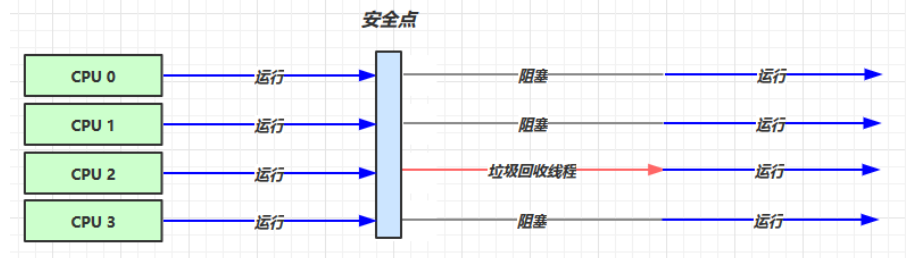 安全点
CPU 0 运行 阻塞 运行
CPU 1 运行 阻塞 运行
CPU 2 运行 垃圾回收线程 运行
CPU 3 运行 阻塞 运行